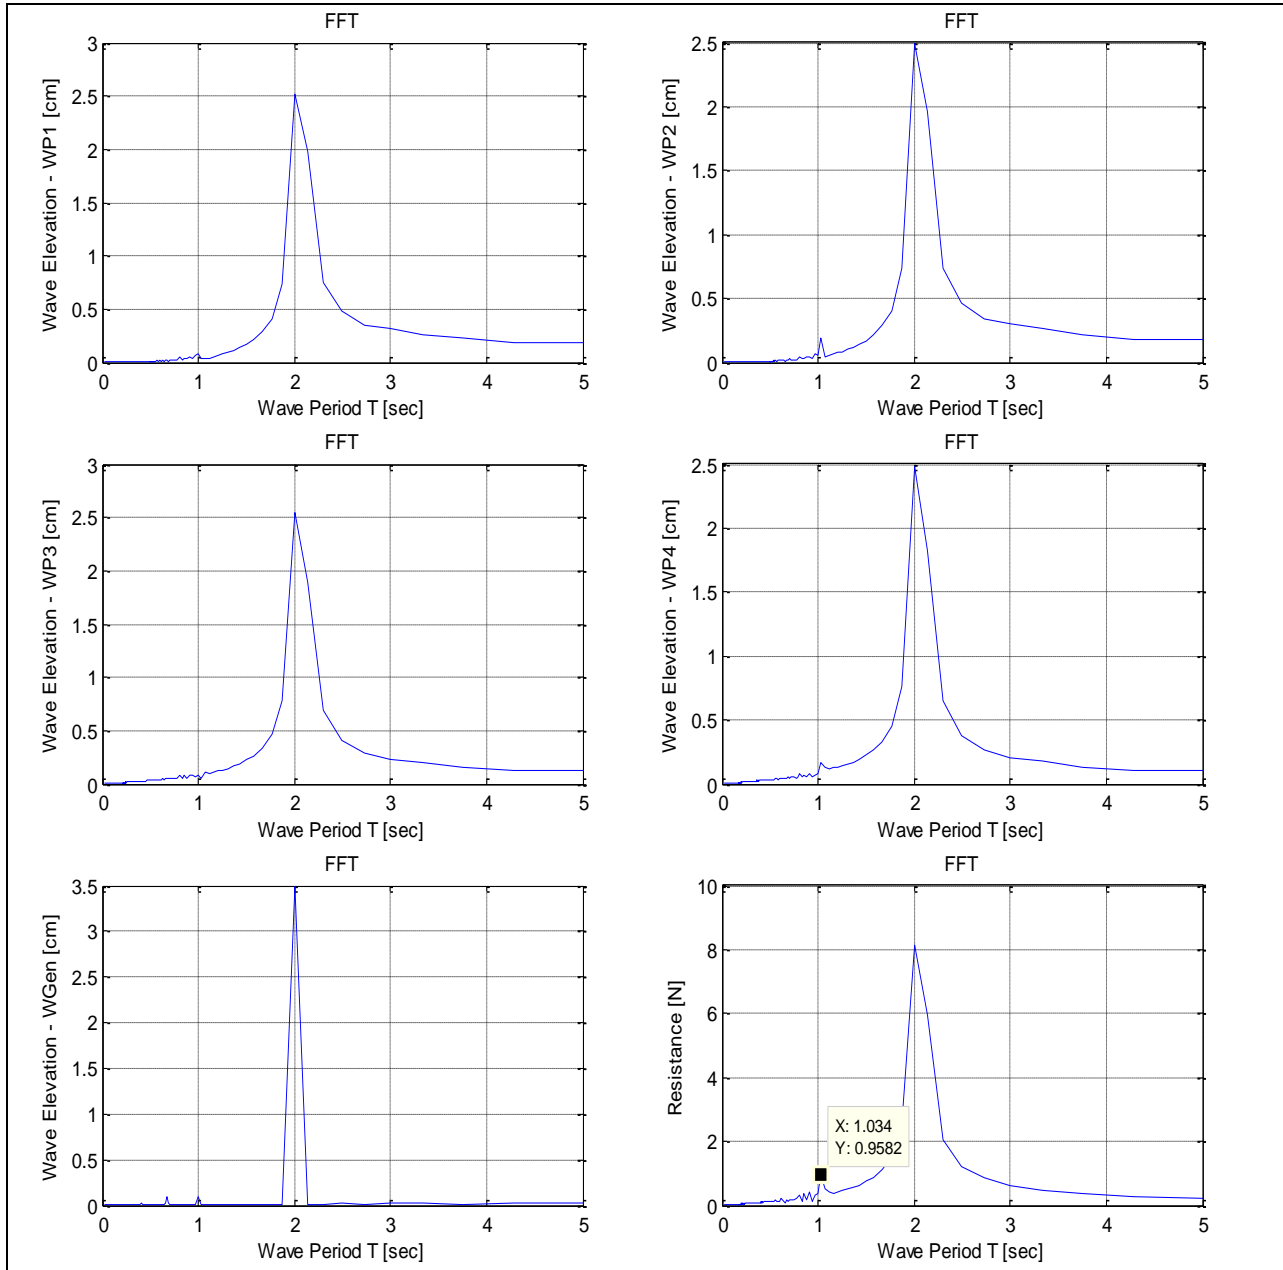 FFT
3
2.5
2
1.5
1
0.5
0
Wave Elevation - WP1 [cm]
0 1 2 3 4 5
Wave Period T [sec]
FFT
2.5
2
1.5
1
0.5
0
Wave Elevation - WP2 [cm]
0 1 2 3 4 5
Wave Period T [sec]
FFT
3
2.5
2
1.5
1
0.5
0
Wave Elevation - WP3 [cm]
0 1 2 3 4 5
Wave Period T [sec]
FFT
2.5
2
1.5
1
0.5
0
Wave Elevation - WP4 [cm]
0 1 2 3 4 5
Wave Period T [sec]
FFT
3.5
3
2.5
2
1.5
1
0.5
0
Wave Elevation - WGen [cm]
0 1 2 3 4 5
Wave Period T [sec]
FFT
10
8
6
4
2
0
Resistance [N]
X: 1.034
Y: 0.9582
0 1 2 3 4 5
Wave Period T [sec]